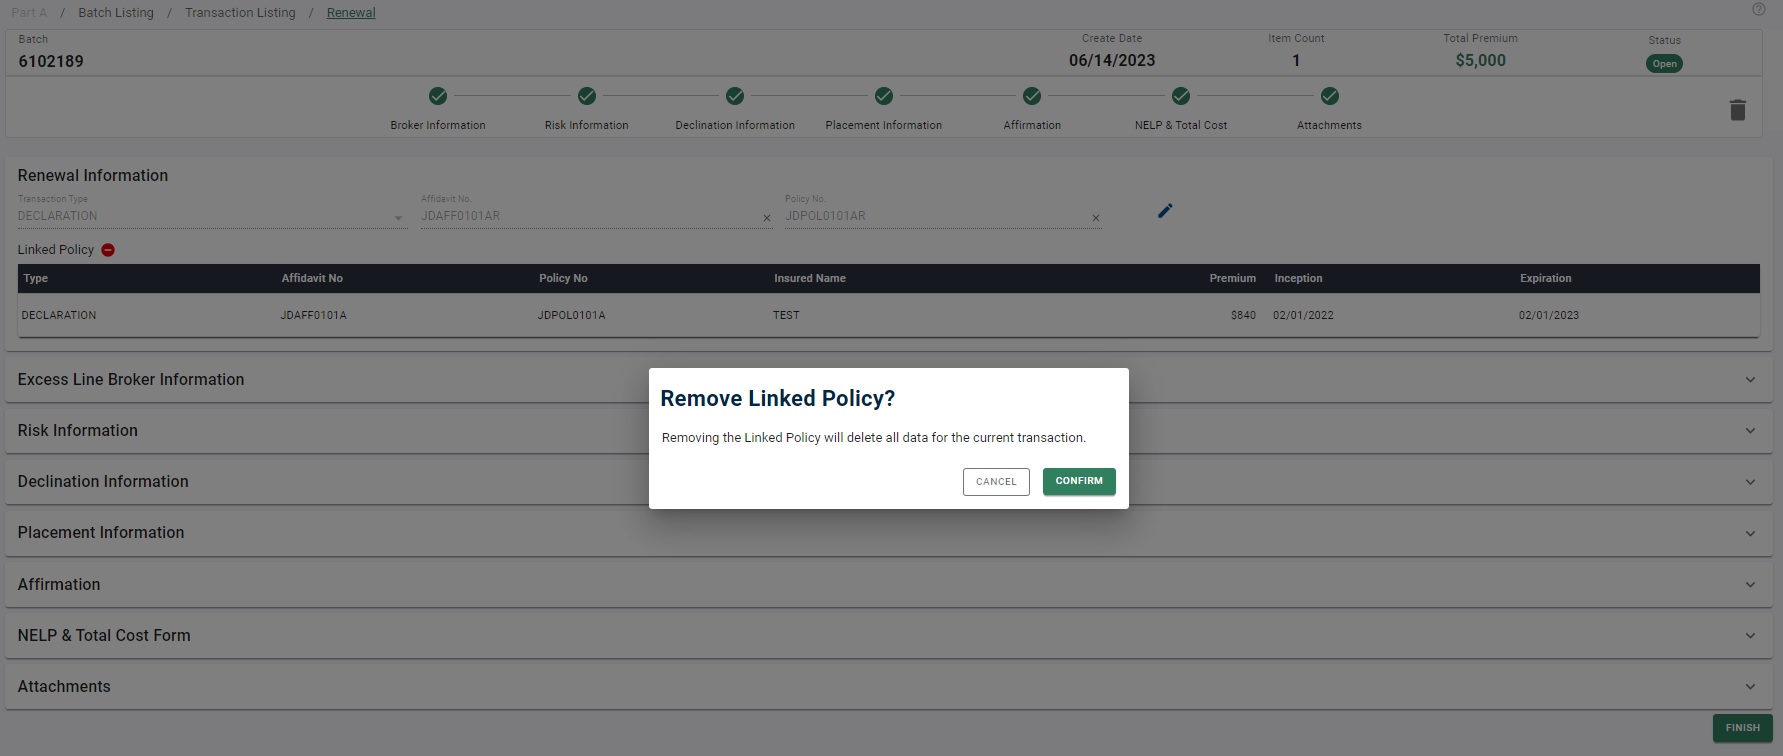 Part A / Batch Listing / Transaction Listing / Renewal
Batch
6102189
Create Date
06/14/2023
Item Count
1
Total Premium
$5,000
Status
Open
Broker Information
Risk Information
Declination Information
Placement Information
Affirmation
NELP & Total Cost
Attachments
Renewal Information
Transaction Type
DECLARATION
Affidavit No.
JDAFF0101AR
Policy No.
JDPOL0101AR
Linked Policy
Type Affidavit No Policy No Insured Name Premium Inception Expiration
DECLARATION JDAFF0101A JDPOL0101A TEST $840 02/01/2022 02/01/2023
Excess Line Broker Information
Risk Information
Declination Information
Placement Information
Affirmation
NELP & Total Cost Form
Attachments
Remove Linked Policy?
Removing the Linked Policy will delete all data for the current transaction.
CANCEL
CONFIRM
FINISH